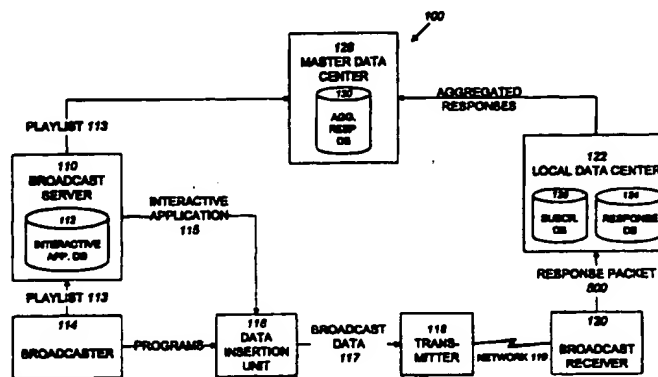 100
128
MASTER DATA
CENTER
130
AGG.
RESP
DB
AGGREGATED
RESPONSES
PLAYLIST 113
110
BROADCAST
SERVER
112
INTERACTIVE
APP. DB
INTERACTIVE
APPLICATION
115
122
LOCAL DATA
CENTER
SUBCR.
DB
RESPONSE
DB
PLAYLIST 113
114
BROADCASTER
PROGRAMS
116
DATA
INSERTION
UNIT
BROADCAST
DATA
117
118
TRANS-
MITTER
NETWORK 119
RESPONSE PACKET
800
120
BROADCAST
RECEIVER